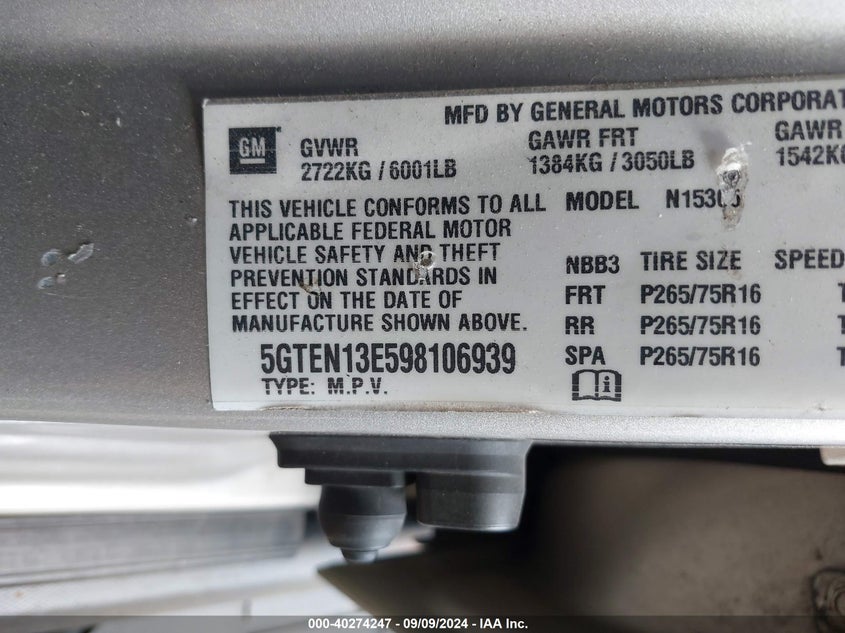 MFD BY GENERAL MOTORS CORPORAT
GM
GVWR
2722KG / 6001LB
GAWR FRT
1384KG / 3050LB
GAWR
1542KG
THIS VEHICLE CONFORMS TO ALL
APPLICABLE FEDERAL MOTOR
VEHICLE SAFETY AND THEFT
PREVENTION STANDARDS IN
EFFECT ON THE DATE OF
MANUFACTURE SHOWN ABOVE.
5GTEN13E598106939
TYPE: M.P.V.
MODEL
NBB3 TIRE SIZE SPEED
FRT P265/75R16 T
RR P265/75R16 T
SPA P265/75R16 T
000-40274247 - 09/09/2024 - IAA Inc.